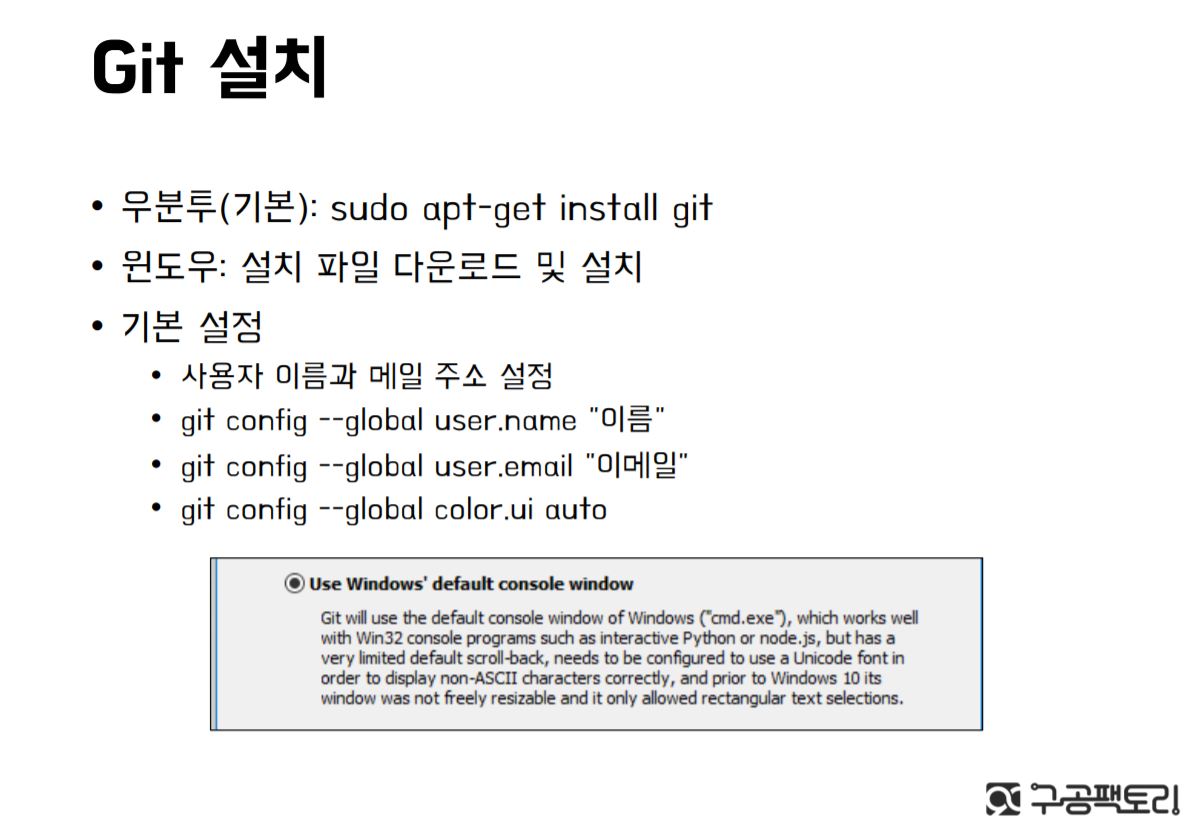 Git 설치
• 우분투(기본): sudo apt-get install git
• 윈도우: 설치 파일 다운로드 및 설치
• 기본 설정
• 사용자 이름과 메일 주소 설정
• git config --global user.name "이름"
• git config --global user.email "이메일"
• git config --global color.ui auto
Use Windows' default console window
Git will use the default console window of Windows ("cmd.exe"), which works well
with Win32 console programs such as interactive Python or node.js, but has a
very limited default scroll-back, needs to be configured to use a Unicode font in
order to display non-ASCII characters correctly, and prior to Windows 10 its
window was not freely resizable and it only allowed rectangular text selections.
구공팩토리